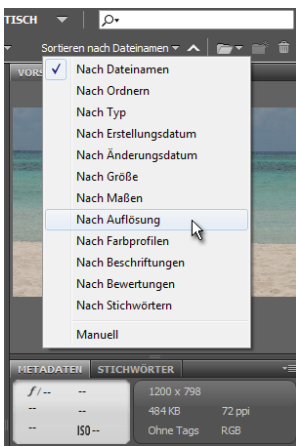 TISCH
Sortieren nach Dateinamen
VORS
Nach Dateinamen
Nach Ordnern
Nach Typ
Nach Erstellungsdatum
Nach Änderungsdatum
Nach Größe
Nach Maßen
Nach Auflösung
Nach Farbprofilen
Nach Beschriftungen
Nach Bewertungen
Nach Stichwörtern
Manuell
METADATEN STICHWÖRTER
f/-- -- 1200 x 798
-- -- 484 KB 72 ppi
-- ISO -- Ohne Tags RGB